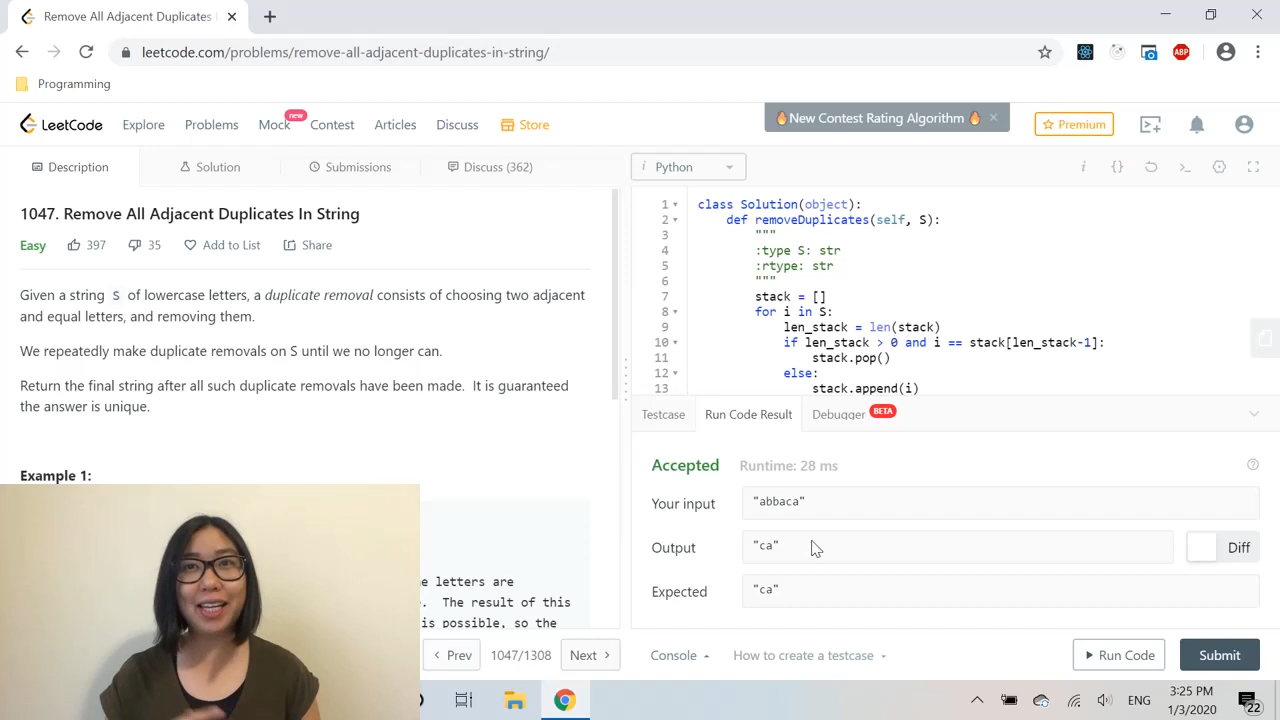 Remove All Adjacent Duplicates I
leetcode.com/problems/remove-all-adjacent-duplicates-in-string/
ABP
Programming
LeetCode
Explore
Problems
Mock
new
Contest
Articles
Discuss
Store
🔥New Contest Rating Algorithm 🔥
Premium
Description
Solution
Submissions
Discuss (362)
i Python
1047. Remove All Adjacent Duplicates In String
Easy 397 35 Add to List Share
Given a string S of lowercase letters, a duplicate removal consists of choosing two adjacent
and equal letters, and removing them.
We repeatedly make duplicate removals on S until we no longer can.
Return the final string after all such duplicate removals have been made. It is guaranteed
the answer is unique.
Example 1:
e letters are
. The result of this
is possible, so the
Prev
1047/1308
Next
1 class Solution(object):
2 def removeDuplicates(self, S):
3 """
4 :type S: str
5 :rtype: str
6 """
7 stack = []
8 for i in S:
9 len_stack = len(stack)
10 if len_stack > 0 and i == stack[len_stack-1]:
11 stack.pop()
12 else:
13 stack.append(i)
Testcase
Run Code Result
Debugger
BETA
Accepted Runtime: 28 ms
Your input "abbaca"
Output "ca" Diff
Expected "ca"
Console
How to create a testcase
Run Code
Submit
ENG
3:25 PM
1/3/2020
22